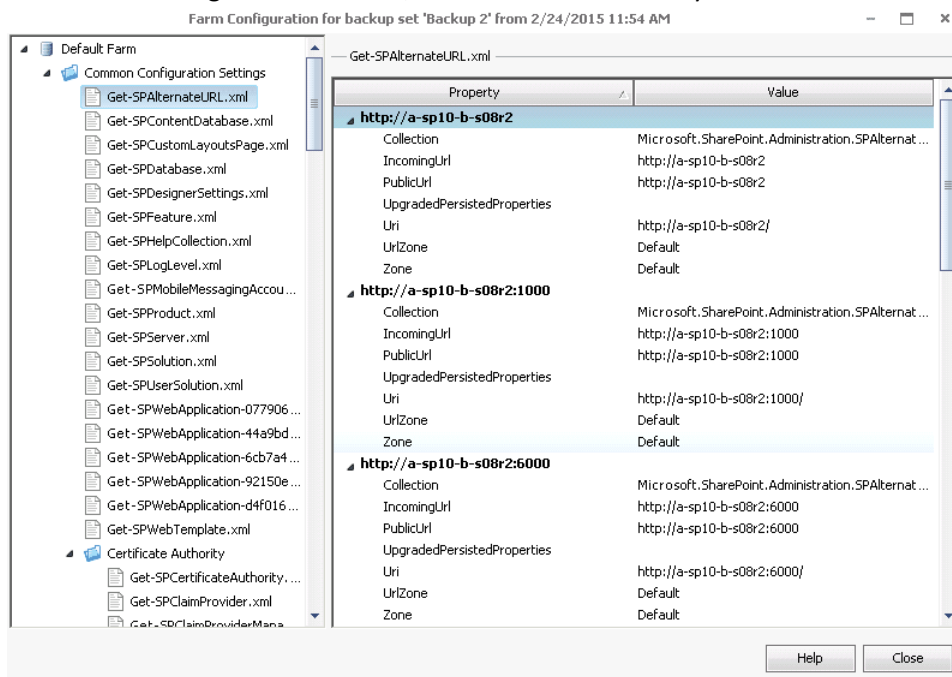 Farm Configuration for backup set 'Backup 2' from 2/24/2015 11:54 AM
Default Farm
Common Configuration Settings
Get-SPAlternateURL.xml
Get-SPContentDatabase.xml
Get-SPCustomLayoutsPage.xml
Get-SPDatabase.xml
Get-SPDesignerSettings.xml
Get-SPFeature.xml
Get-SPHelpCollection.xml
Get-SPLogLevel.xml
Get-SPMobileMessagingAccou...
Get-SPProduct.xml
Get-SPServer.xml
Get-SPSolution.xml
Get-SPUserSolution.xml
Get-SPWebApplication-077906...
Get-SPWebApplication-44a9bd...
Get-SPWebApplication-6cb7a4...
Get-SPWebApplication-92150e...
Get-SPWebApplication-d4f016...
Get-SPWebTemplate.xml
Certificate Authority
Get-SPCertificateAuthority....
Get-SPClaimProvider.xml
Get-SPClaimProviderMana
Get-SPAlternateURL.xml
Property Value
http://a-sp10-b-s08r2
Collection Microsoft.SharePoint.Administration.SPAlternat...
IncomingUrl http://a-sp10-b-s08r2
PublicUrl http://a-sp10-b-s08r2
UpgradedPersistedProperties
Uri http://a-sp10-b-s08r2/
UrlZone Default
Zone Default
http://a-sp10-b-s08r2:1000
Collection Microsoft.SharePoint.Administration.SPAlternat...
IncomingUrl http://a-sp10-b-s08r2:1000
PublicUrl http://a-sp10-b-s08r2:1000
UpgradedPersistedProperties
Uri http://a-sp10-b-s08r2:1000/
UrlZone Default
Zone Default
http://a-sp10-b-s08r2:6000
Collection Microsoft.SharePoint.Administration.SPAlternat...
IncomingUrl http://a-sp10-b-s08r2:6000
PublicUrl http://a-sp10-b-s08r2:6000
UpgradedPersistedProperties
Uri http://a-sp10-b-s08r2:6000/
UrlZone Default
Zone Default
Help Close